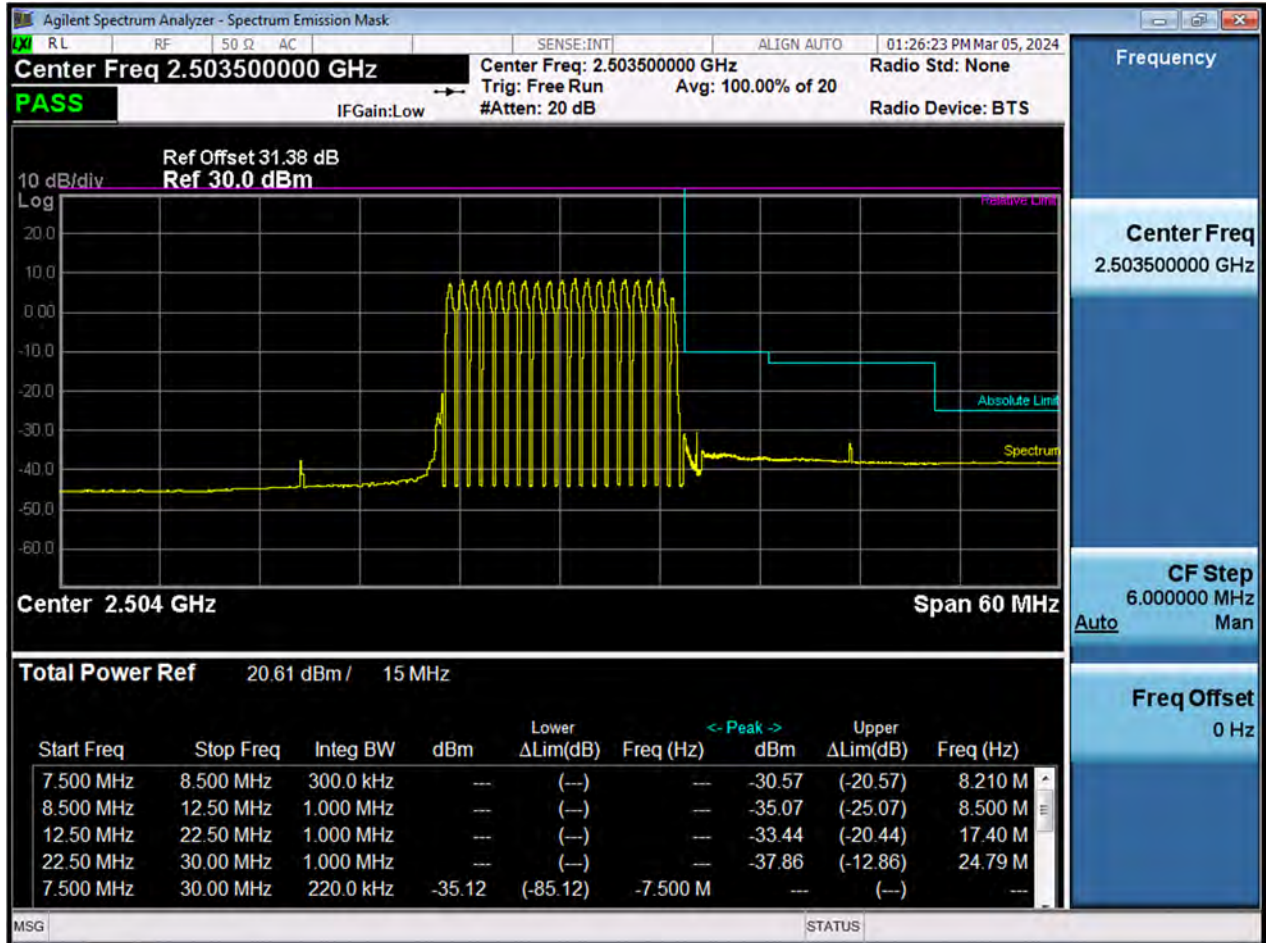 Agilent Spectrum Analyzer - Spectrum Emission Mask
LXI RL RF 50 Ω AC SENSE:INT ALIGN AUTO 01:26:23 PM Mar 05, 2024
Center Freq 2.503500000 GHz Center Freq: 2.503500000 GHz Radio Std: None
Trig: Free Run Avg: 100.00% of 20
PASS IFGain:Low #Atten: 20 dB Radio Device: BTS
Ref Offset 31.38 dB
10 dB/div Ref 30.0 dBm
Log
Relative Limit
20.0
10.0
0.00
-10.0
-20.0
Absolute Limit
-30.0
Spectrum
-40.0
-50.0
-60.0
Center 2.504 GHz Span 60 MHz
Total Power Ref 20.61 dBm / 15 MHz
Lower <- Peak -> Upper
Start Freq Stop Freq Integ BW dBm ΔLim(dB) Freq (Hz) dBm ΔLim(dB) Freq (Hz)
7.500 MHz 8.500 MHz 300.0 kHz --- (---) --- -30.57 (-20.57) 8.210 M
8.500 MHz 12.50 MHz 1.000 MHz --- (---) --- -35.07 (-25.07) 8.500 M
12.50 MHz 22.50 MHz 1.000 MHz --- (---) --- -33.44 (-20.44) 17.40 M
22.50 MHz 30.00 MHz 1.000 MHz --- (---) --- -37.86 (-12.86) 24.79 M
7.500 MHz 30.00 MHz 220.0 kHz -35.12 (-85.12) -7.500 M --- (---) ---
MSG STATUS
Frequency
Center Freq
2.503500000 GHz
CF Step
6.000000 MHz
Auto Man
Freq Offset
0 Hz